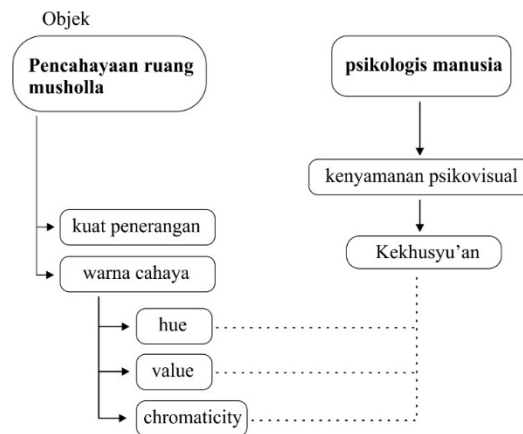 Objek
Pencahayaan ruang
musholla
psikologis manusia
kenyamanan psikovisual
kuat penerangan
Kekhusyu’an
warna cahaya
hue
value
chromaticity